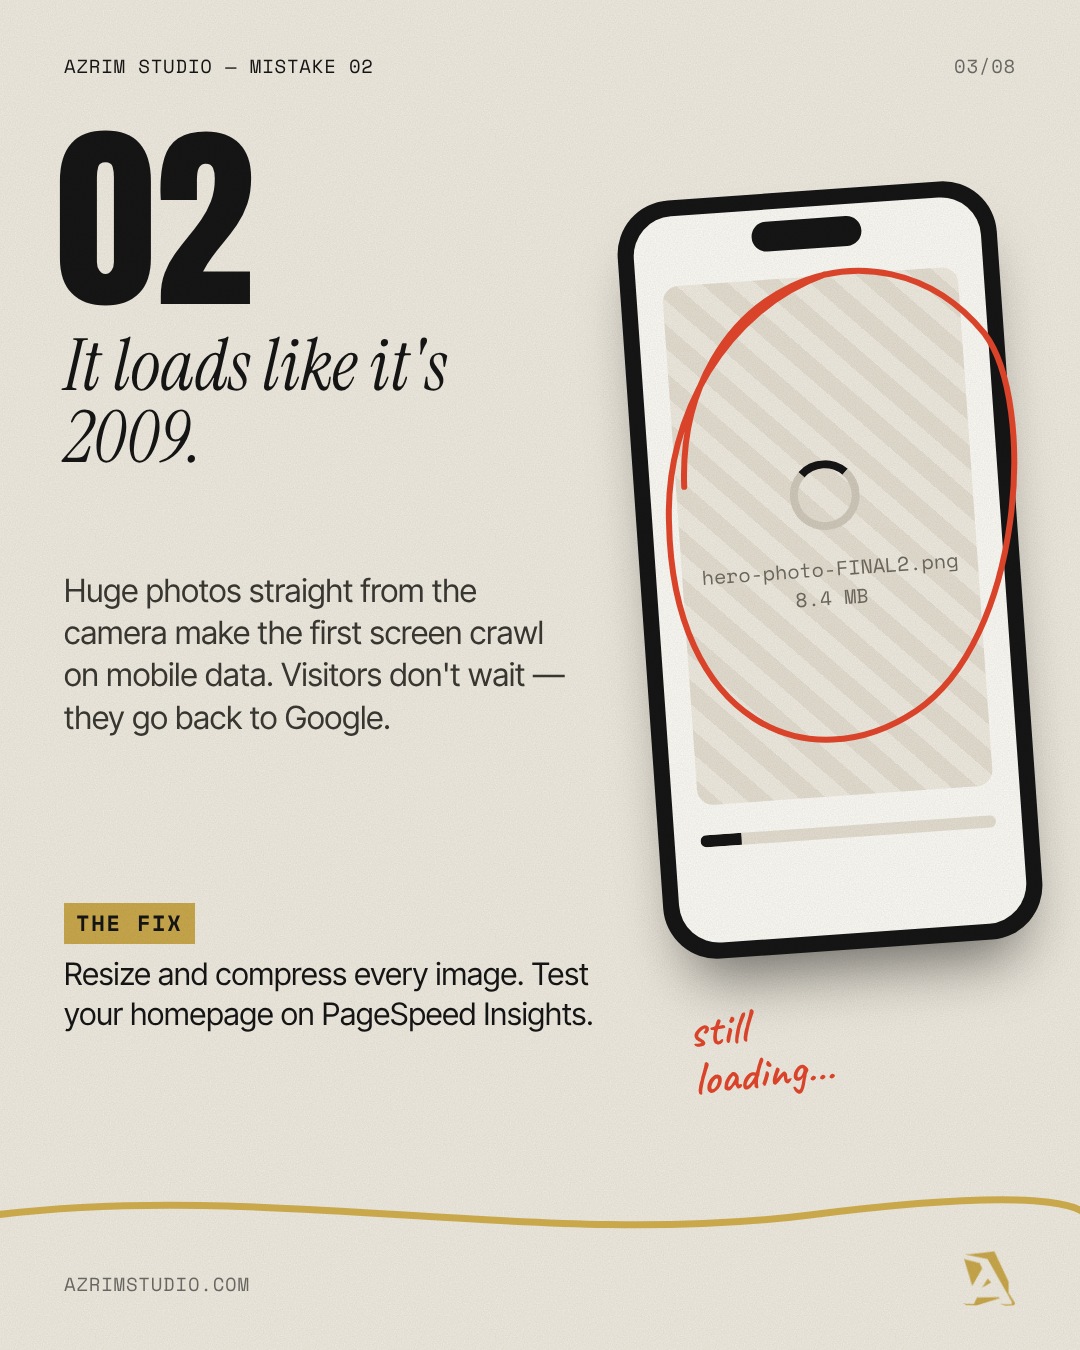 AZRIM STUDIO — MISTAKE 02
03/08
02
It loads like it's
2009.
Huge photos straight from the
camera make the first screen crawl
on mobile data. Visitors don't wait —
they go back to Google.
hero-photo-FINAL2.png
8.4 MB
THE FIX
Resize and compress every image. Test
your homepage on PageSpeed Insights.
still
loading...
AZRIMSTUDIO.COM